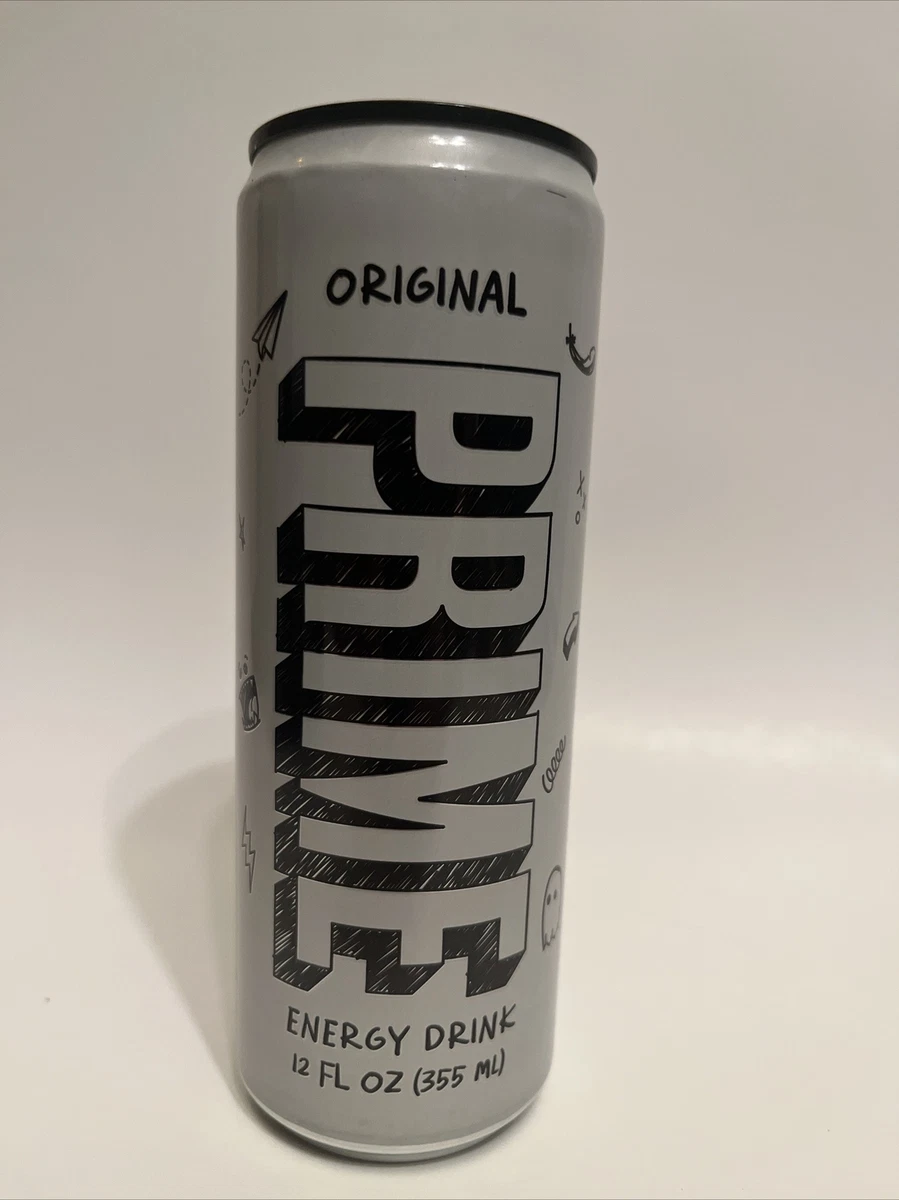 ORIGINAL
PRIME
ENERGY DRINK
12 FL OZ (355 ML)